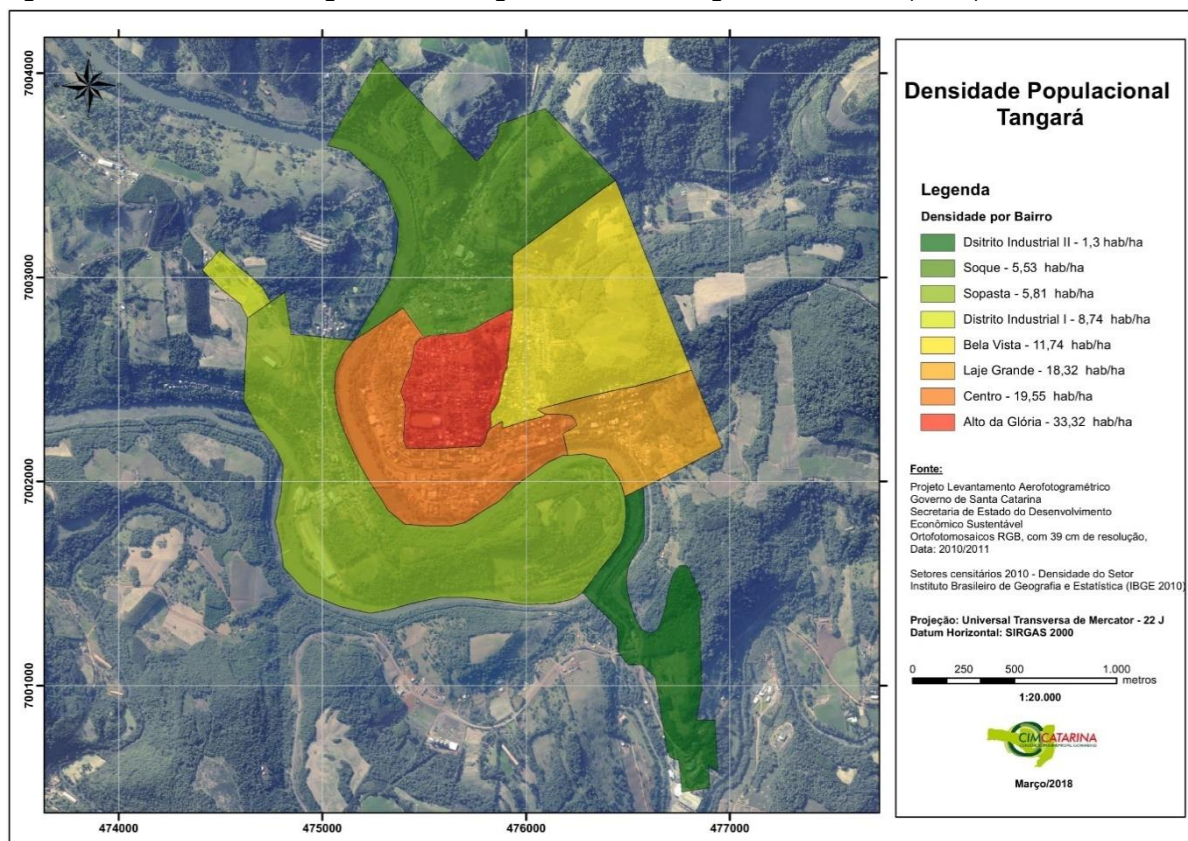 7004000
7003000
7002000
7001000
474000
475000
476000
477000
Densidade Populacional
Tangará
Legenda
Densidade por Bairro
Dsitrito Industrial II - 1,3 hab/ha
Soque - 5,53 hab/ha
Sopasta - 5,81 hab/ha
Distrito Industrial I - 8,74 hab/ha
Bela Vista - 11,74 hab/ha
Laje Grande - 18,32 hab/ha
Centro - 19,55 hab/ha
Alto da Glória - 33,32 hab/ha
Fonte:
Projeto Levantamento Aerofotogramétrico
Governo de Santa Catarina
Secretaria de Estado do Desenvolvimento
Econômico Sustentável
Ortofotomosaicos RGB, com 39 cm de resolução,
Data: 2010/2011
Setores censitários 2010 - Densidade do Setor
Instituto Brasileiro de Geografia e Estatística (IBGE 2010)
Projeção: Universal Transversa de Mercator - 22 J
Datum Horizontal: SIRGAS 2000
0 250 500 1.000
metros
1:20.000
CIMCATARINA
Março/2018